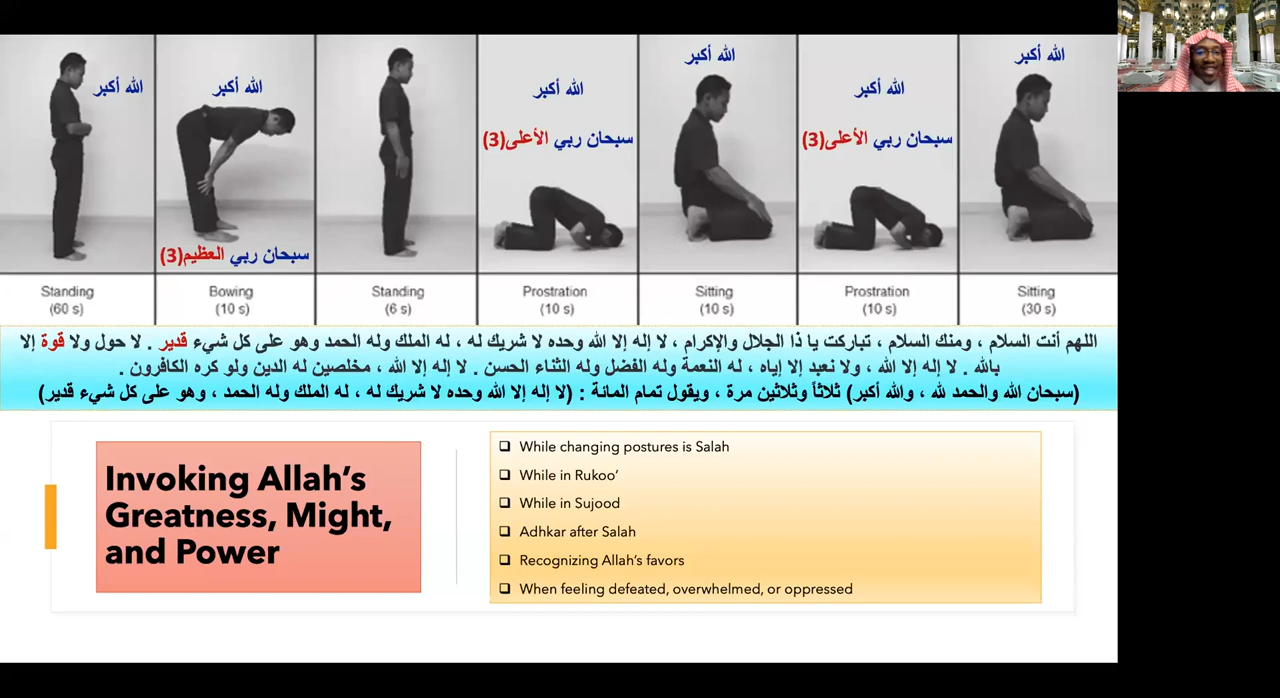 الله أكبر
الله أكبر
سبحان ربي العظيم(3)
الله أكبر
سبحان ربي الأعلى(3)
الله أكبر
الله أكبر
سبحان ربي الأعلى(3)
الله أكبر
Standing
(60 s)
Bowing
(10 s)
Standing
(6 s)
Prostration
(10 s)
Sitting
(10 s)
Prostration
(10 s)
Sitting
(30 s)
اللهم أنت السلام ، ومنك السلام ، تباركت يا ذا الجلال والإكرام ، لا إله إلا الله وحده لا شريك له ، له الملك وله الحمد وهو على كل شيء قدير . لا حول ولا قوة إلا
بالله . لا إله إلا الله ، ولا نعبد إلا إياه ، له النعمة وله الفضل وله الثناء الحسن . لا إله إلا الله ، مخلصين له الدين ولو كره الكافرون .
(سبحان الله والحمد لله ، والله أكبر) ثلاثاً وثلاثين مرة ، ويقول تمام المائة : (لا إله إلا الله وحده لا شريك له ، له الملك وله الحمد ، وهو على كل شيء قدير)
Invoking Allah’s
Greatness, Might,
and Power
While changing postures is Salah
While in Rukoo’
While in Sujood
Adhkar after Salah
Recognizing Allah’s favors
When feeling defeated, overwhelmed, or oppressed